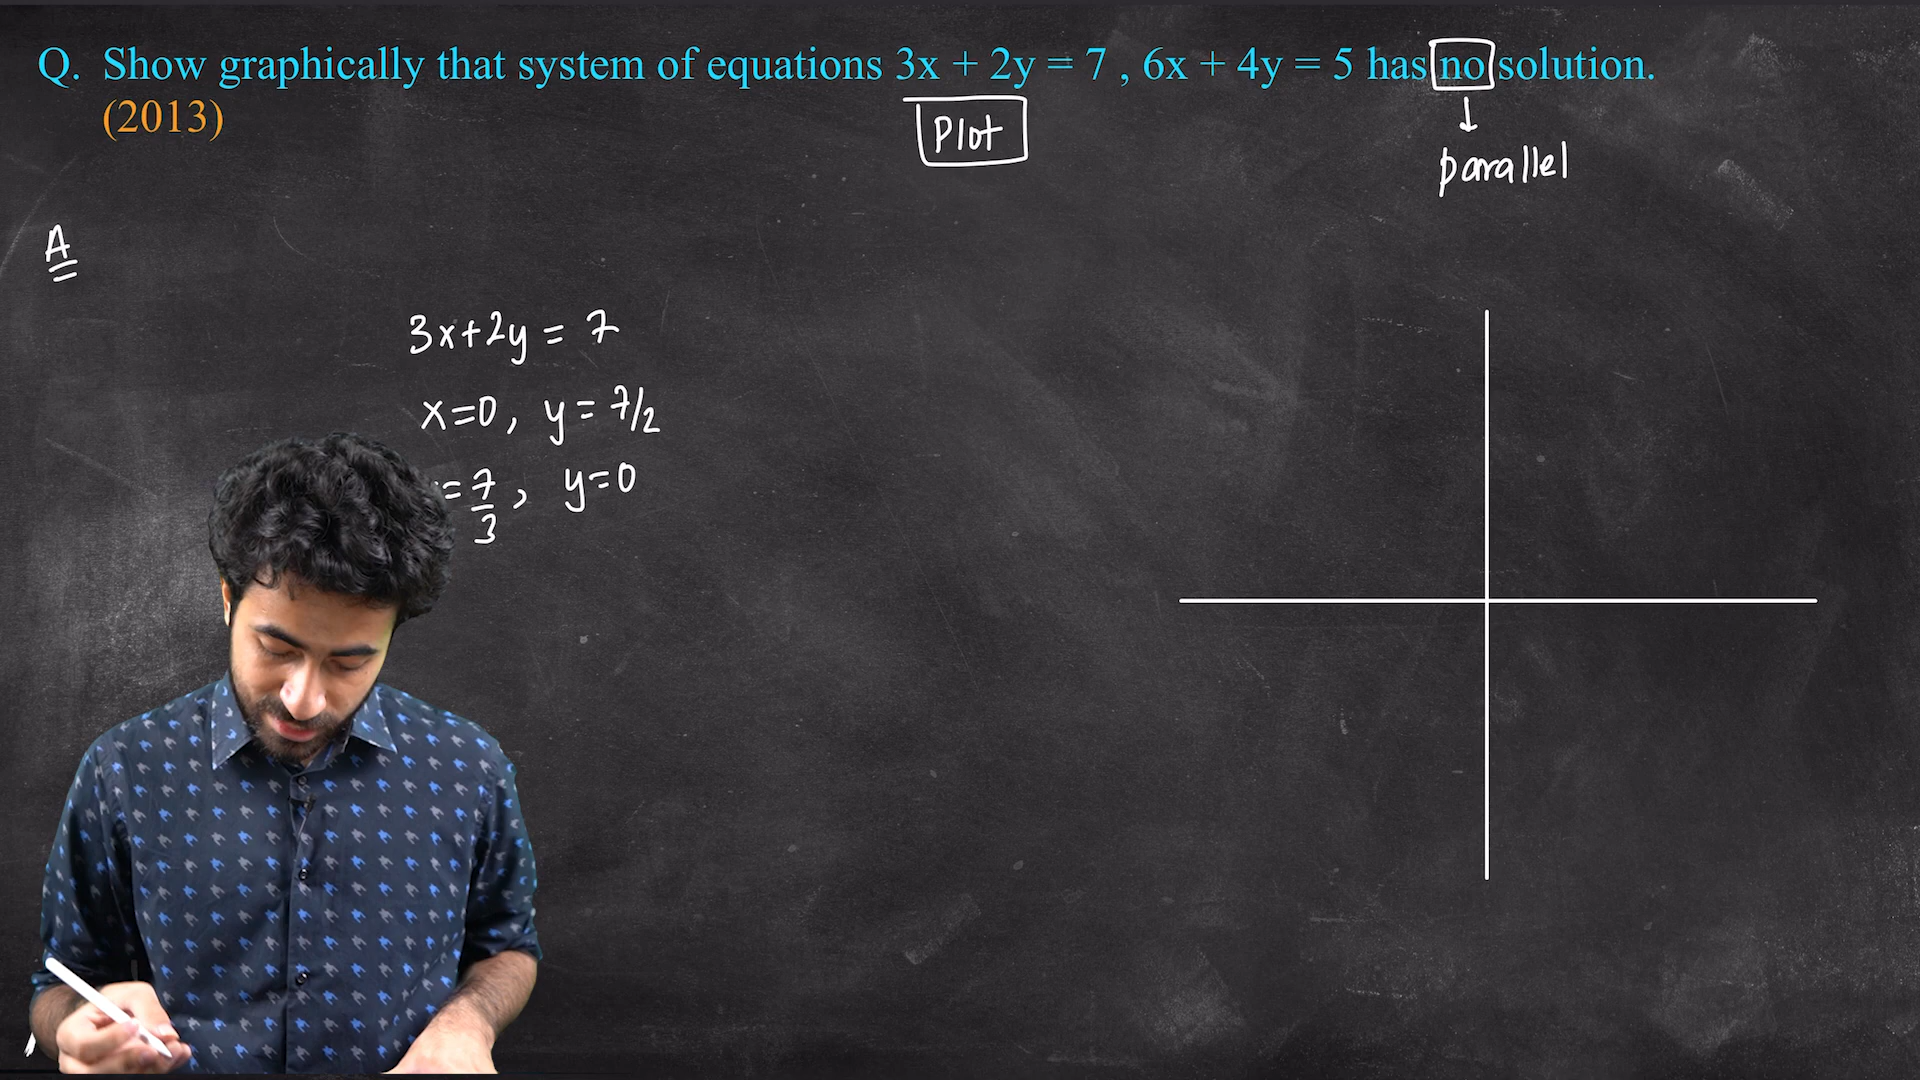 Q. Show graphically that system of equations 3x + 2y = 7 , 6x + 4y = 5 has no solution.
(2013)
Plot
parallel
A
3x+2y = 7
x=0, y = 7/2
= 7/3, y=0